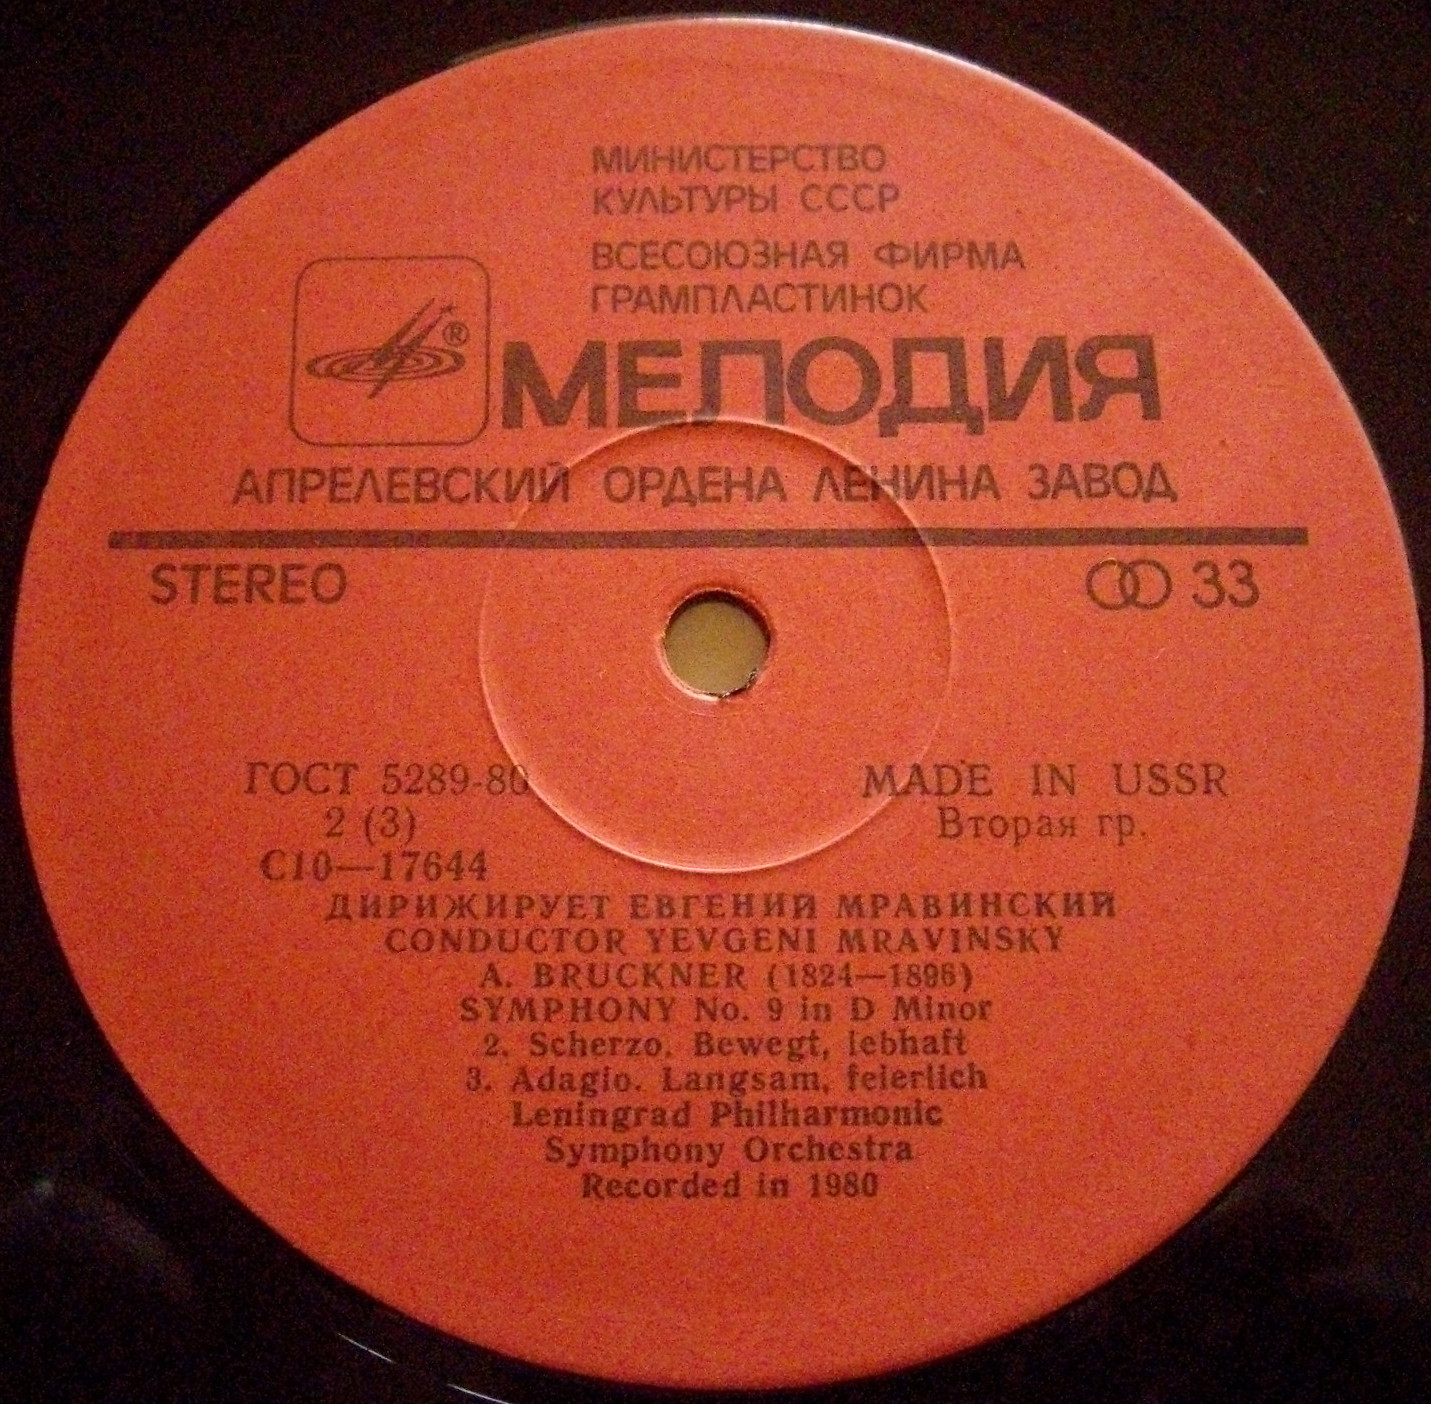 МИНИСТЕРСТВО
КУЛЬТУРЫ СССР
ВСЕСОЮЗНАЯ ФИРМА
ГРАМПЛАСТИНОК
®
МЕЛОДИЯ
АПРЕЛЕВСКИЙ ОРДЕНА ЛЕНИНА ЗАВОД
STEREO
33
ГОСТ 5289-80
MADE IN USSR
2 (3)
Вторая гр.
С10—17644
ДИРИЖИРУЕТ ЕВГЕНИЙ МРАВИНСКИЙ
CONDUCTOR YEVGENI MRAVINSKY
A. BRUCKNER (1824—1896)
SYMPHONY No. 9 in D Minor
2. Scherzo. Bewegt, lebhaft
3. Adagio. Langsam, feierlich
Leningrad Philharmonic
Symphony Orchestra
Recorded in 1980